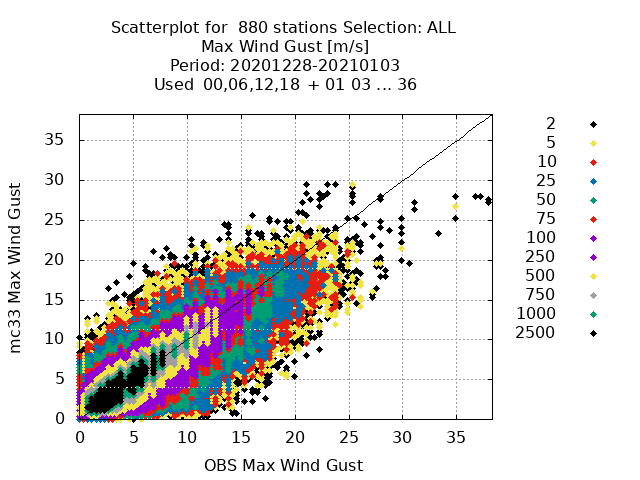 Scatterplot for  880 stations Selection: ALL
Max Wind Gust [m/s]
Period: 20201228-20210103
Used  00,06,12,18 + 01 03 ... 36
mc33 Max Wind Gust
35
30
25
20
15
10
5
0
0 5 10 15 20 25 30 35
OBS Max Wind Gust
2
5
10
25
50
75
100
250
500
750
1000
2500